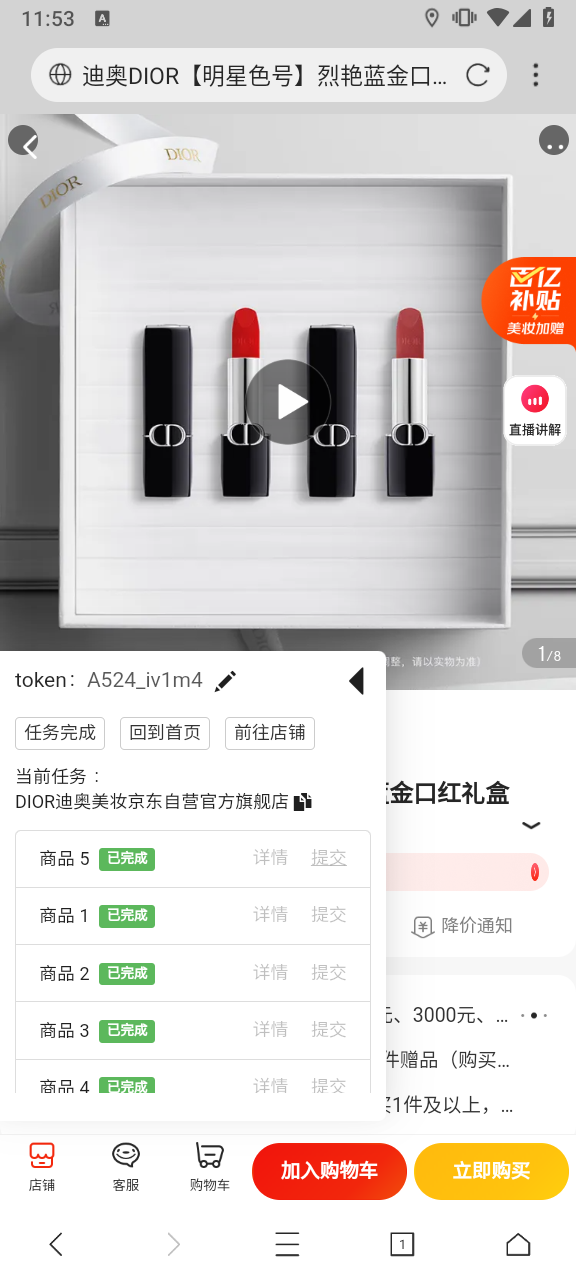 11:53
A
迪奥DIOR【明星色号】烈艳蓝金口...
DIOR
DIOR
百亿
补贴
美妆加赠
直播讲解
调整，请以实物为准）
1/8
token： A524_iv1m4
任务完成
回到首页
前往店铺
当前任务：
DIOR迪奥美妆京东自营官方旗舰店
蓝金口红礼盒
商品 5 已完成 详情 提交
商品 1 已完成 详情 提交
降价通知
商品 2 已完成 详情 提交
元、3000元、...
商品 3 已完成 详情 提交
件赠品（购买...
商品 4 已完成 详情 提交
买1件及以上，...
店铺
客服
购物车
加入购物车
立即购买
1